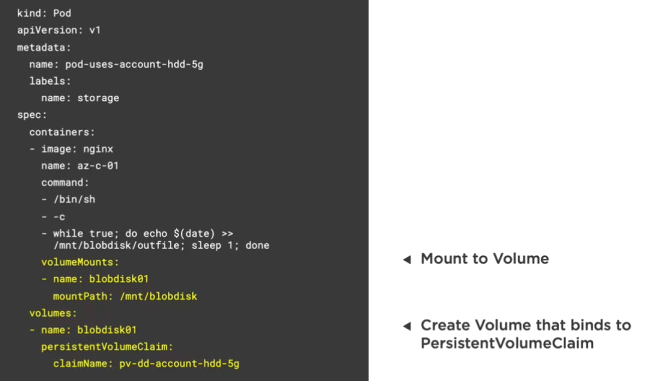 kind: Pod
apiVersion: v1
metadata:
  name: pod-uses-account-hdd-5g
  labels:
    name: storage
spec:
  containers:
  - image: nginx
    name: az-c-01
    command:
    - /bin/sh
    - -c
    - while true; do echo $(date) >>
      /mnt/blobdisk/outfile; sleep 1; done
    volumeMounts:
    - name: blobdisk01
      mountPath: /mnt/blobdisk
  volumes:
  - name: blobdisk01
    persistentVolumeClaim:
      claimName: pv-dd-account-hdd-5g
◄ Mount to Volume
◄ Create Volume that binds to
PersistentVolumeClaim